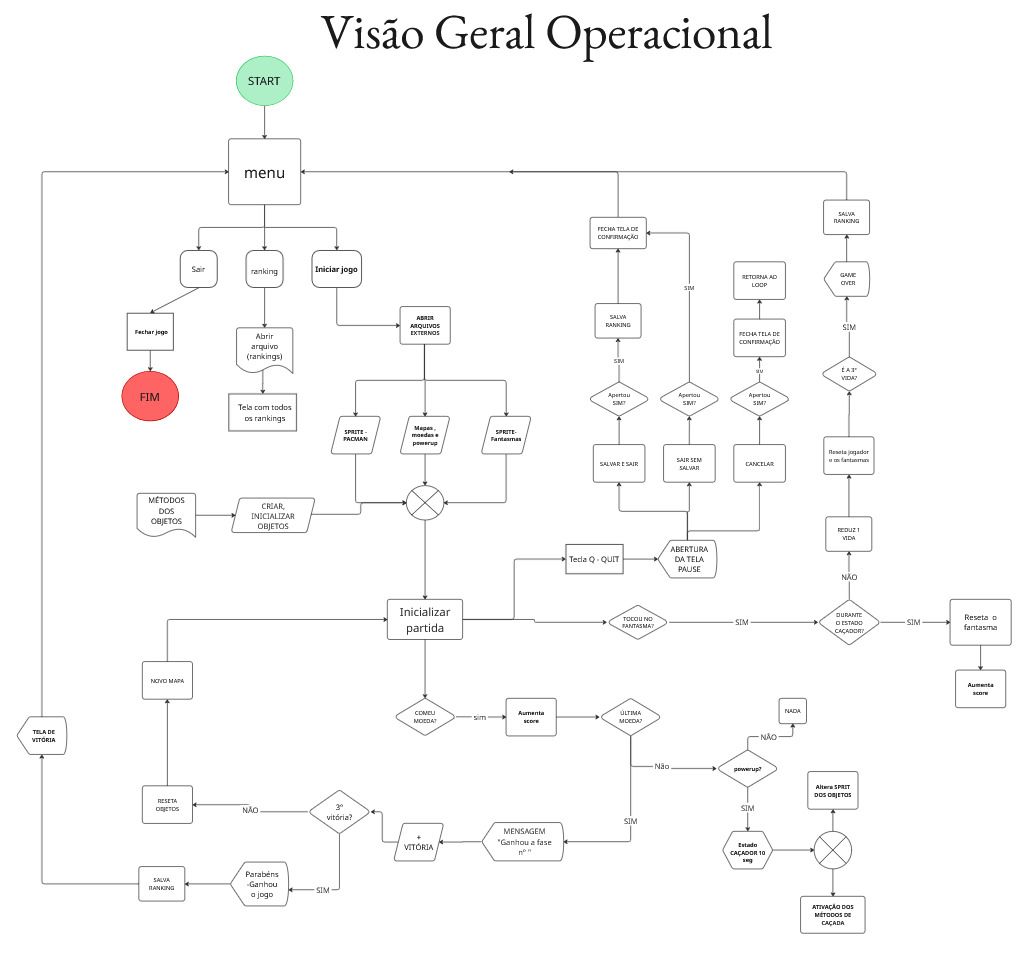 Visão Geral Operacional
START
menu
Sair
ranking
Iniciar jogo
Fechar jogo
FIM
Abrir
arquivo
(rankings)
Tela com todos
os rankings
ABRIR
ARQUIVOS
EXTERNOS
SPRITE -
PACMAN
Mapas ,
moedas e
powerup
SPRITE-
Fantasmas
MÉTODOS
DOS
OBJETOS
CRIAR,
INICIALIZAR
OBJETOS
FECHA TELA DE
CONFIRMAÇÃO
SALVA
RANKING
SIM
SIM
Apertou
SIM?
Apertou
SIM?
RETORNA AO
LOOP
FECHA TELA DE
CONFIRMAÇÃO
SIM
Apertou
SIM?
SALVAR E SAIR
SAIR SEM
SALVAR
CANCELAR
Tecla Q - QUIT
ABERTURA
DA TELA
PAUSE
SALVA
RANKING
GAME
OVER
SIM
É A 3ª
VIDA?
Reseta jogador
e os fantasmas
REDUZ 1
VIDA
NÃO
Inicializar
partida
TOCOU NO
FANTASMA?
SIM
DURANTE
O ESTADO
CAÇADOR?
SIM
Reseta o
fantasma
Aumenta
score
NOVO MAPA
COMEU
MOEDA?
sim
Aumenta
score
ÚLTIMA
MOEDA?
NADA
NÃO
Não
powerup?
SIM
TELA DE
VITÓRIA
RESETA
OBJETOS
NÃO
3ª
vitória?
+
VITÓRIA
MENSAGEM
"Ganhou a fase
nº "
SIM
Estado
CAÇADOR 10
seg
Altera SPRIT
DOS OBJETOS
ATIVAÇÃO DOS
MÉTODOS DE
CAÇADA
SALVA
RANKING
Parabéns
-Ganhou
o jogo
SIM